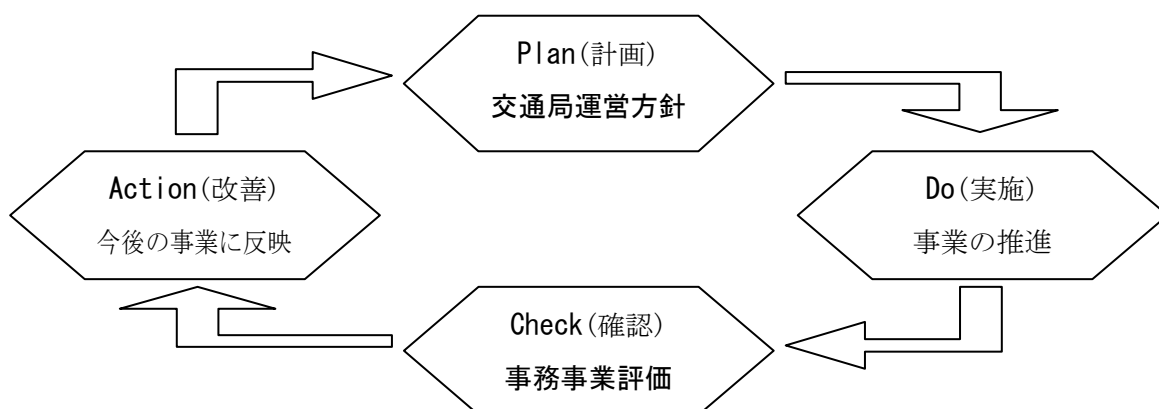 Plan(計画)
交通局運営方針
Action(改善)
今後の事業に反映
Do(実施)
事業の推進
Check(確認)
事務事業評価